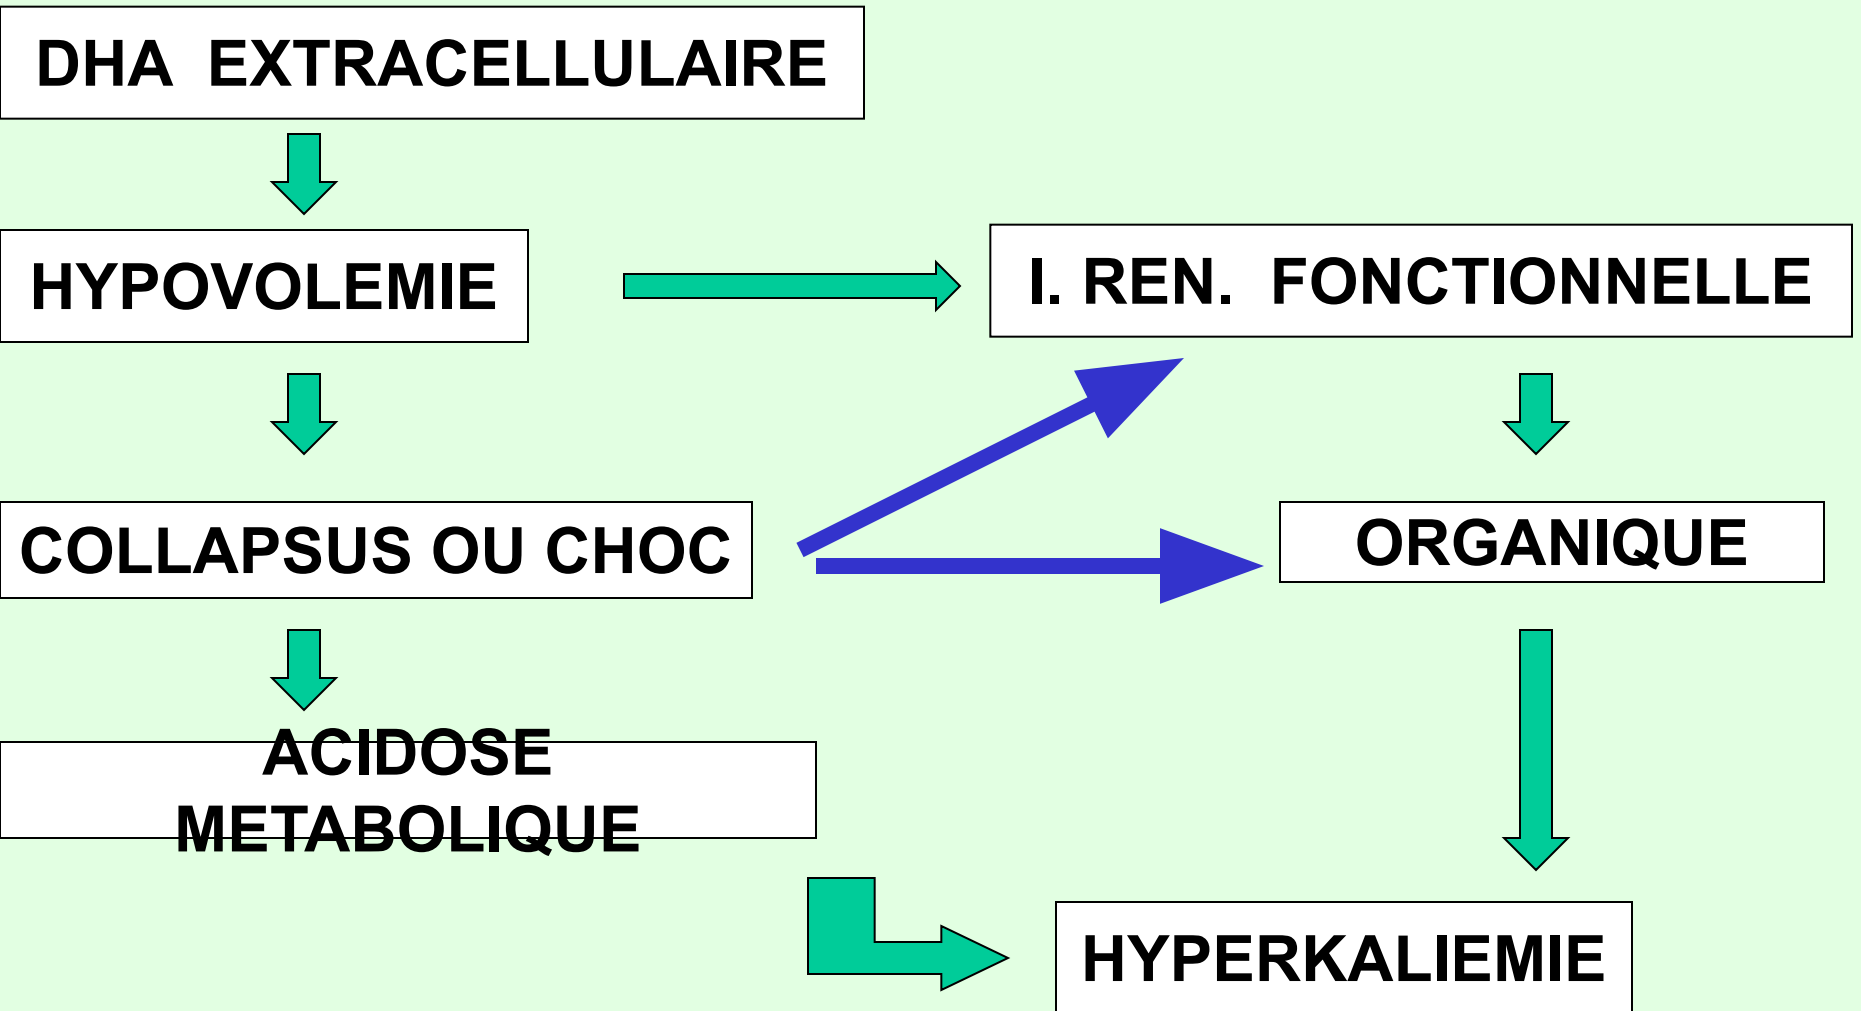 DHA EXTRACELLULAIRE
HYPOVOLEMIE
I. REN. FONCTIONNELLE
COLLAPSUS OU CHOC
ORGANIQUE
ACIDOSE
METABOLIQUE
HYPERKALIEMIE